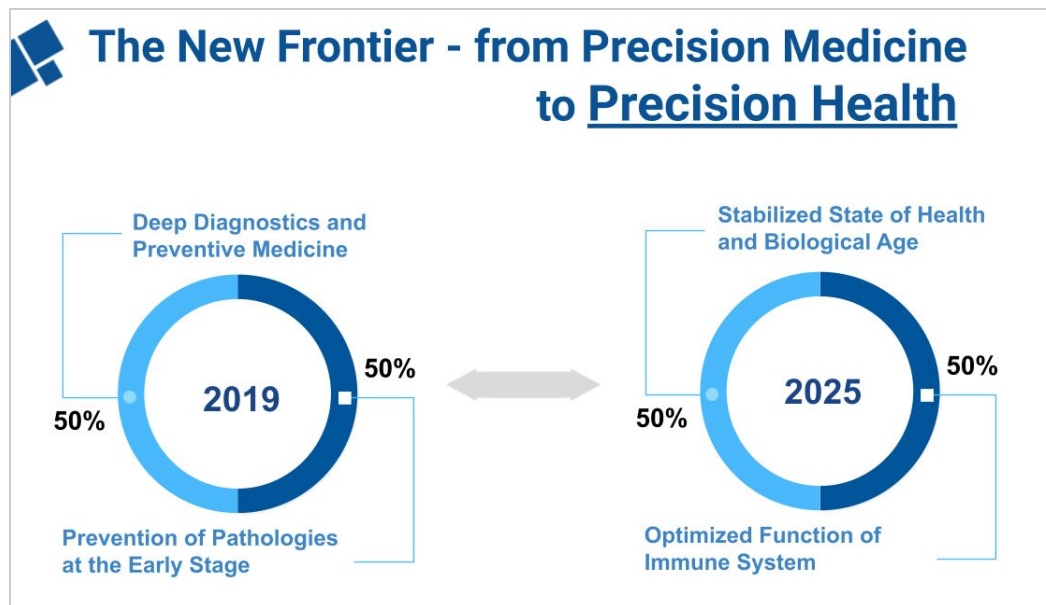 The New Frontier - from Precision Medicine
to Precision Health
Deep Diagnostics and
Preventive Medicine
50%
2019
50%
Prevention of Pathologies
at the Early Stage
Stabilized State of Health
and Biological Age
50%
2025
50%
Optimized Function of
Immune System